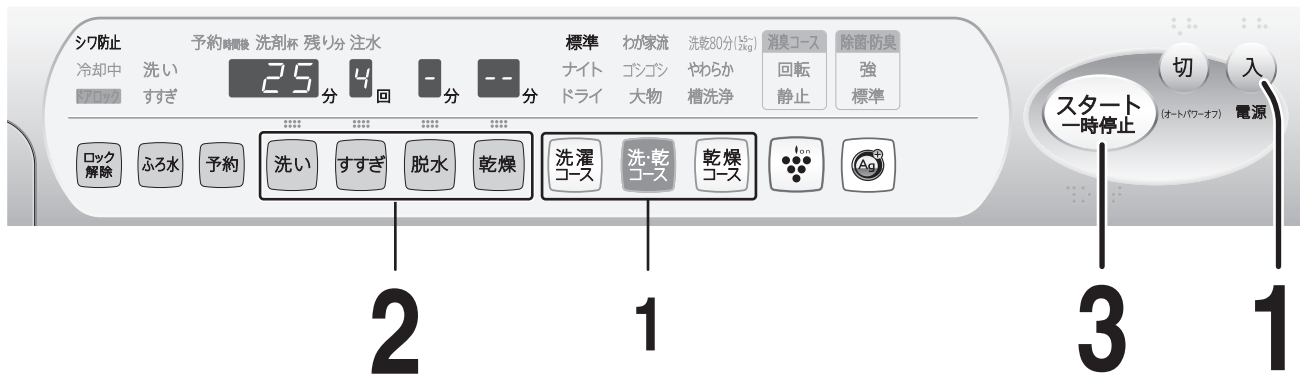 シワ防止 予約時間後 洗剤杯 残り分 注水 標準 わが家流 洗乾80分(1.5~2kg) 消臭コース 除菌・防臭
冷却中 洗い ナイト ゴシゴシ やわらか 回転 強
ドアロック すすぎ ドライ 大物 槽洗浄 静止 標準
25分 4回 -分 --分
ロック解除 ふろ水 予約 洗い すすぎ 脱水 乾燥
洗濯コース 洗・乾コース 乾燥コース
ion
Ag+
切 入
スタート
一時停止
(オートパワーオフ) 電源
2 1 3 1